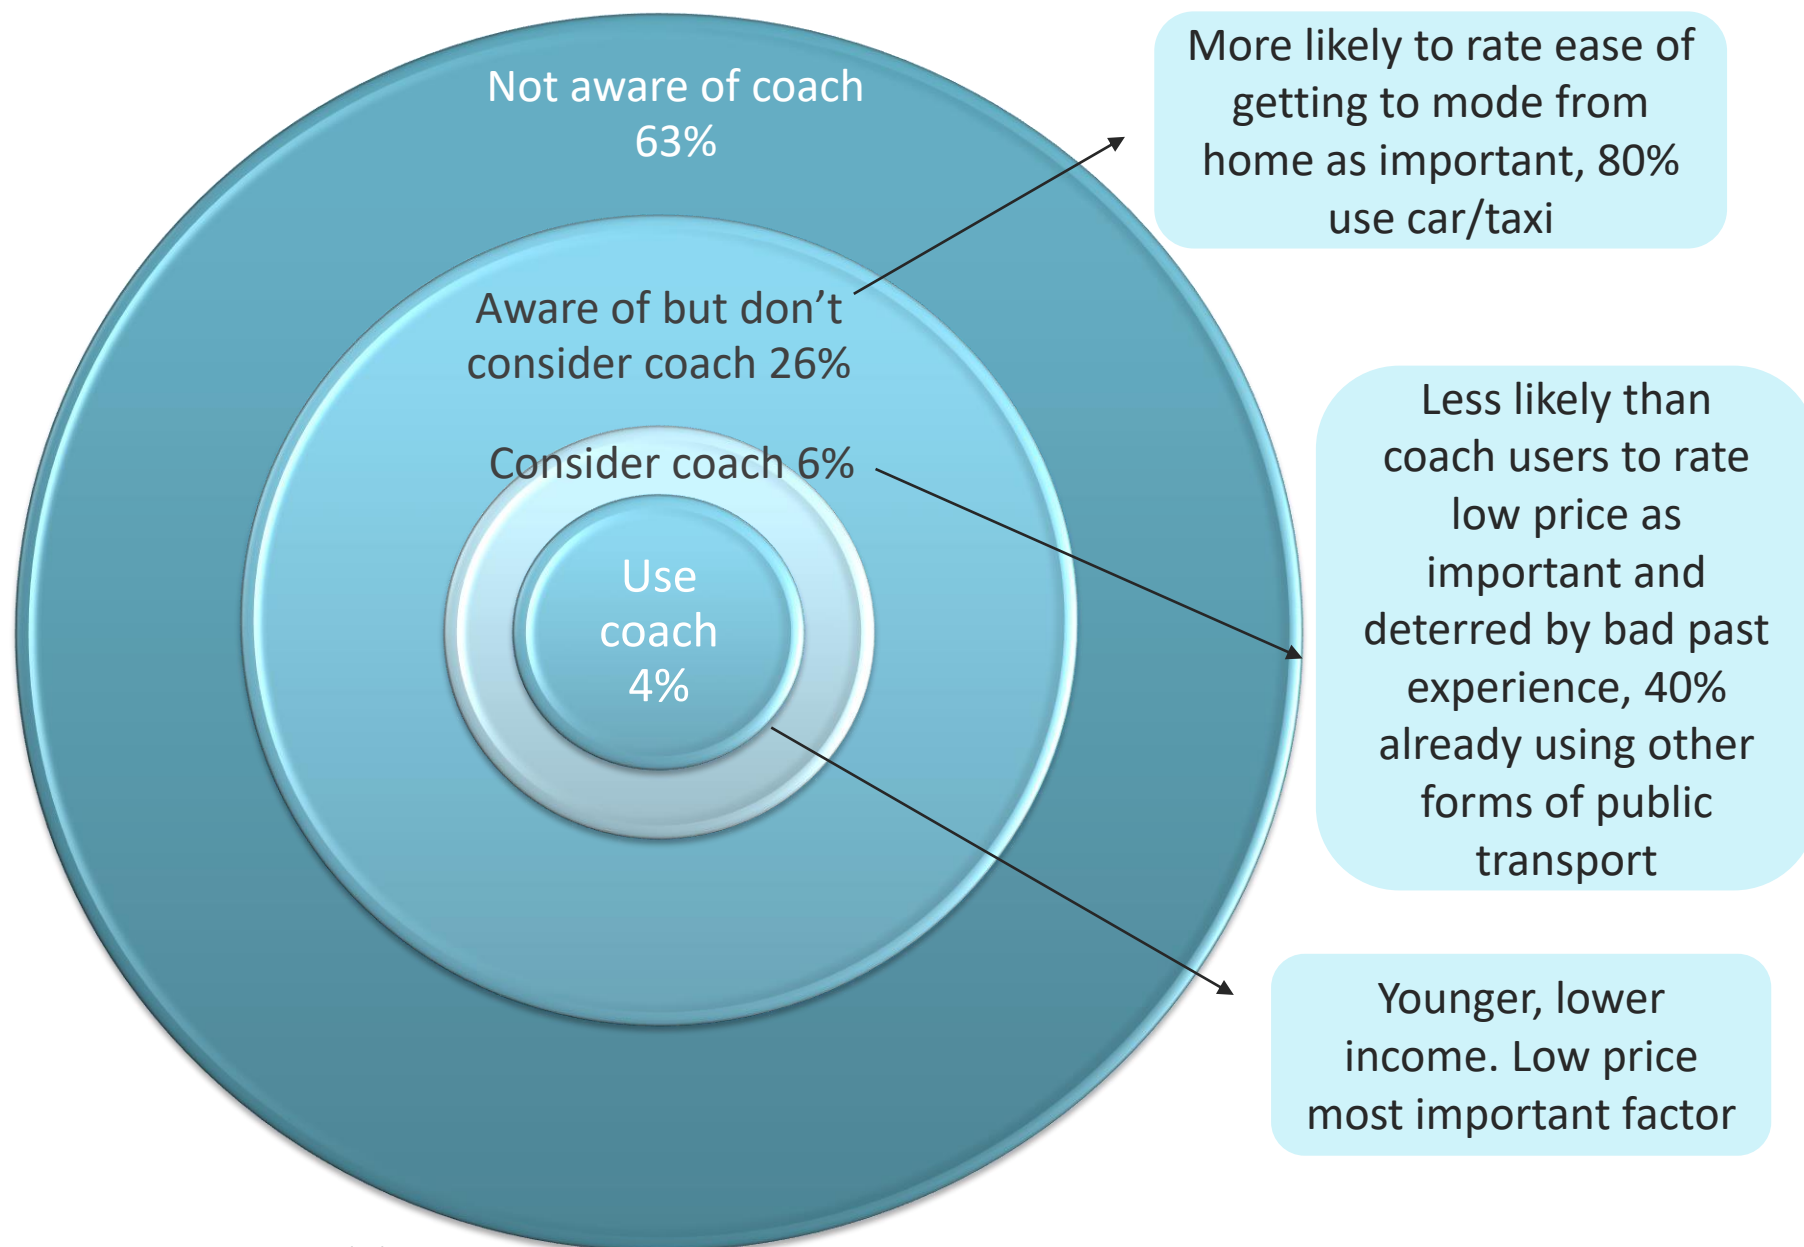 Not aware of coach
63%
Aware of but don’t
consider coach 26%
Consider coach 6%
Use
coach
4%
More likely to rate ease of
getting to mode from
home as important, 80%
use car/taxi
Less likely than
coach users to rate
low price as
important and
deterred by bad past
experience, 40%
already using other
forms of public
transport
Younger, lower
income. Low price
most important factor